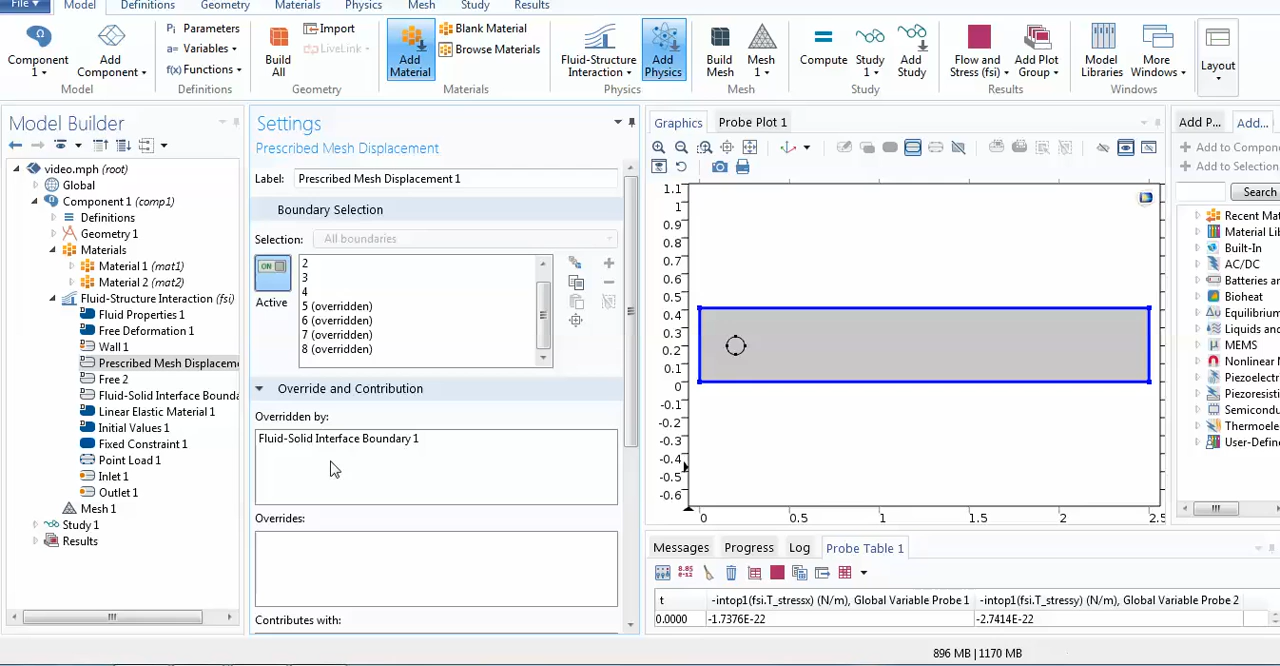 File Model Definitions Geometry Materials Physics Mesh Study Results
Component 1 Add Component Pi Parameters a= Variables f(x) Functions Build All Import LiveLink Add Material Blank Material Browse Materials Fluid-Structure Interaction Add Physics Build Mesh Mesh 1 Compute Study 1 Add Study Flow and Stress (fsi) Add Plot Group Model Libraries More Windows Layout
Model Definitions Geometry Materials Physics Mesh Study Results Windows
Model Builder
video.mph (root)
Global
Component 1 (comp1)
Definitions
Geometry 1
Materials
Material 1 (mat1)
Material 2 (mat2)
Fluid-Structure Interaction (fsi)
Fluid Properties 1
Free Deformation 1
Wall 1
Prescribed Mesh Displacem
Free 2
Fluid-Solid Interface Bounda
Linear Elastic Material 1
Initial Values 1
Fixed Constraint 1
Point Load 1
Inlet 1
Outlet 1
Mesh 1
Study 1
Results
Settings
Prescribed Mesh Displacement
Label: Prescribed Mesh Displacement 1
Boundary Selection
Selection: All boundaries
ON
Active
2
3
4
5 (overridden)
6 (overridden)
7 (overridden)
8 (overridden)
Override and Contribution
Overridden by:
Fluid-Solid Interface Boundary 1
Overrides:
Contributes with:
Graphics Probe Plot 1
1.1
1
0.9
0.8
0.7
0.6
0.5
0.4
0.3
0.2
0.1
0
-0.1
-0.2
-0.3
-0.4
-0.5
-0.6
0 0.5 1 1.5 2 2.5
Messages Progress Log Probe Table 1
8.85
e-12
t -intop1(fsi.T_stressx) (N/m), Global Variable Probe 1 -intop1(fsi.T_stressy) (N/m), Global Variable Probe 2
0.0000 -1.7376E-22 -2.7414E-22
Add P... Add...
Add to Compone
Add to Selection
Search
Recent Mat
Material Lib
Built-In
AC/DC
Batteries an
Bioheat
Equilibrium
Liquids and
MEMS
Nonlinear M
Piezoelectri
Piezoresisti
Semicondu
Thermoele
User-Define
896 MB | 1170 MB